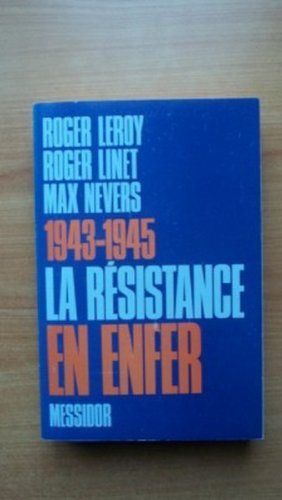 ROGER LEROY
ROGER LINET
MAX NEVERS
1943-1945
LA RÉSISTANCE
EN ENFER
MESSIDOR